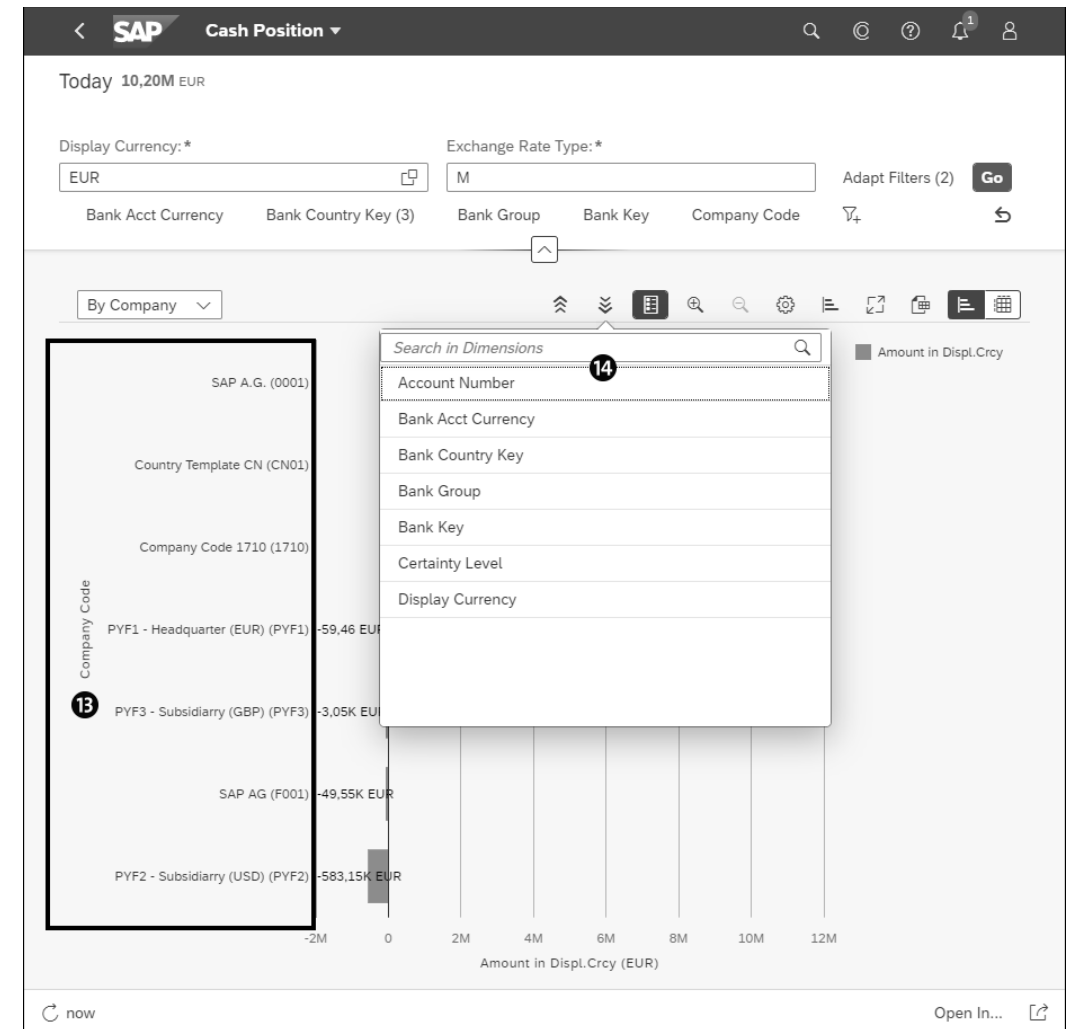 SAP Cash Position 1
Today 10,20M EUR
Display Currency:* Exchange Rate Type:*
EUR M Adapt Filters (2) Go
Bank Acct Currency Bank Country Key (3) Bank Group Bank Key Company Code
By Company
Search in Dimensions
14
Account Number
Bank Acct Currency
Bank Country Key
Bank Group
Bank Key
Certainty Level
Display Currency
Amount in Displ.Crcy
Company Code
13
SAP A.G. (0001)
Country Template CN (CN01)
Company Code 1710 (1710)
PYF1 - Headquarter (EUR) (PYF1) -59,46 EUR
PYF3 - Subsidiarry (GBP) (PYF3) -3,05K EUR
SAP AG (F001) -49,55K EUR
PYF2 - Subsidiarry (USD) (PYF2) -583,15K EUR
-2M 0 2M 4M 6M 8M 10M 12M
Amount in Displ.Crcy (EUR)
now Open In...